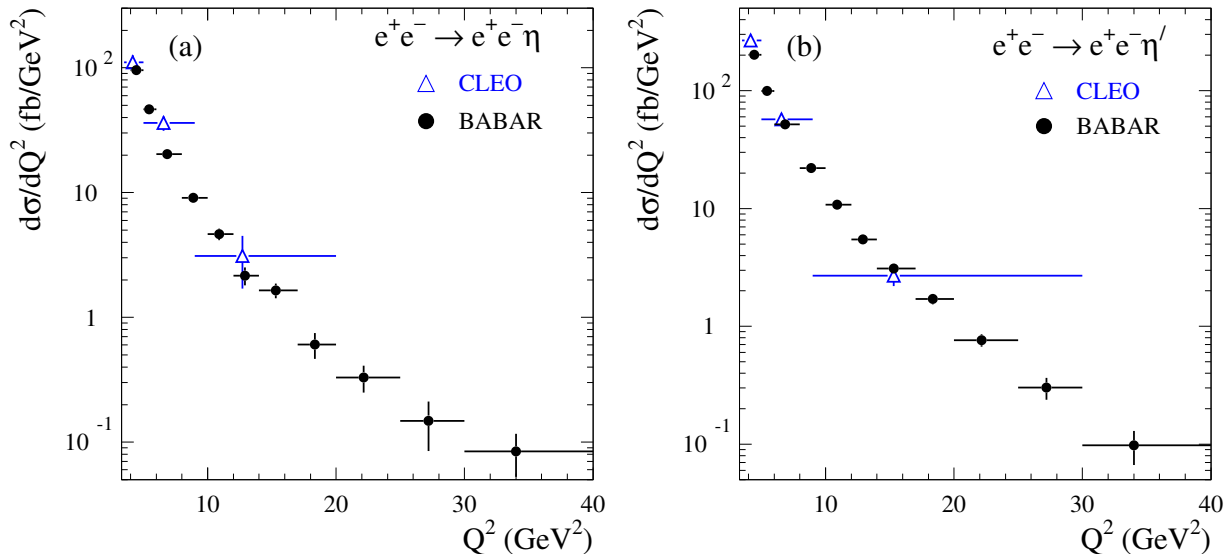 (a)
e⁺e⁻ → e⁺e⁻η
CLEO
BABAR
dσ/dQ² (fb/GeV²)
10²
10
1
10⁻¹
10 20 30 40
Q² (GeV²)
(b)
e⁺e⁻ → e⁺e⁻η′
CLEO
BABAR
dσ/dQ² (fb/GeV²)
10²
10
1
10⁻¹
10 20 30 40
Q² (GeV²)